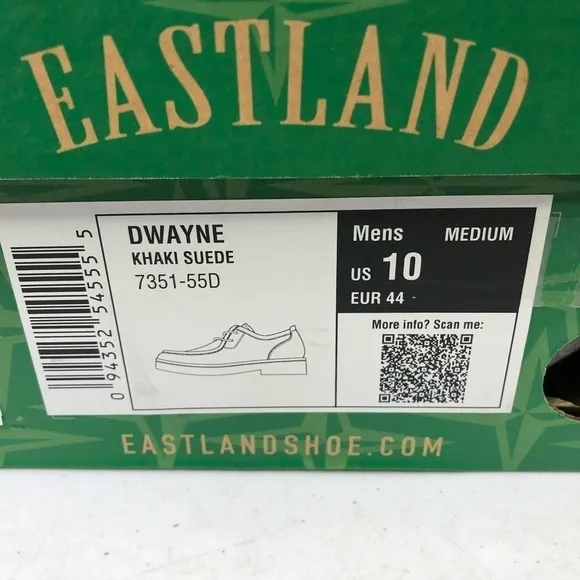 EASTLAND
0 94352 54555 5
DWAYNE
KHAKI SUEDE
7351-55D
Mens MEDIUM
US 10
EUR 44 -
More info? Scan me:
EASTLANDSHOE.COM